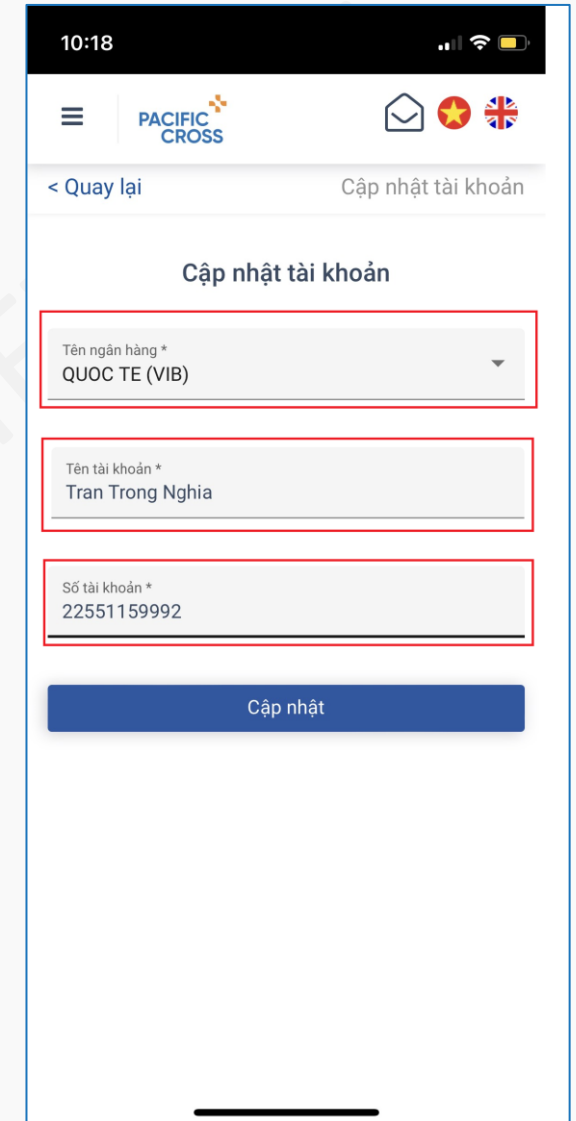 10:18
PACIFIC
CROSS
< Quay lại
Cập nhật tài khoản
Cập nhật tài khoản
Tên ngân hàng *
QUOC TE (VIB)
Tên tài khoản *
Tran Trong Nghia
Số tài khoản *
22551159992
Cập nhật